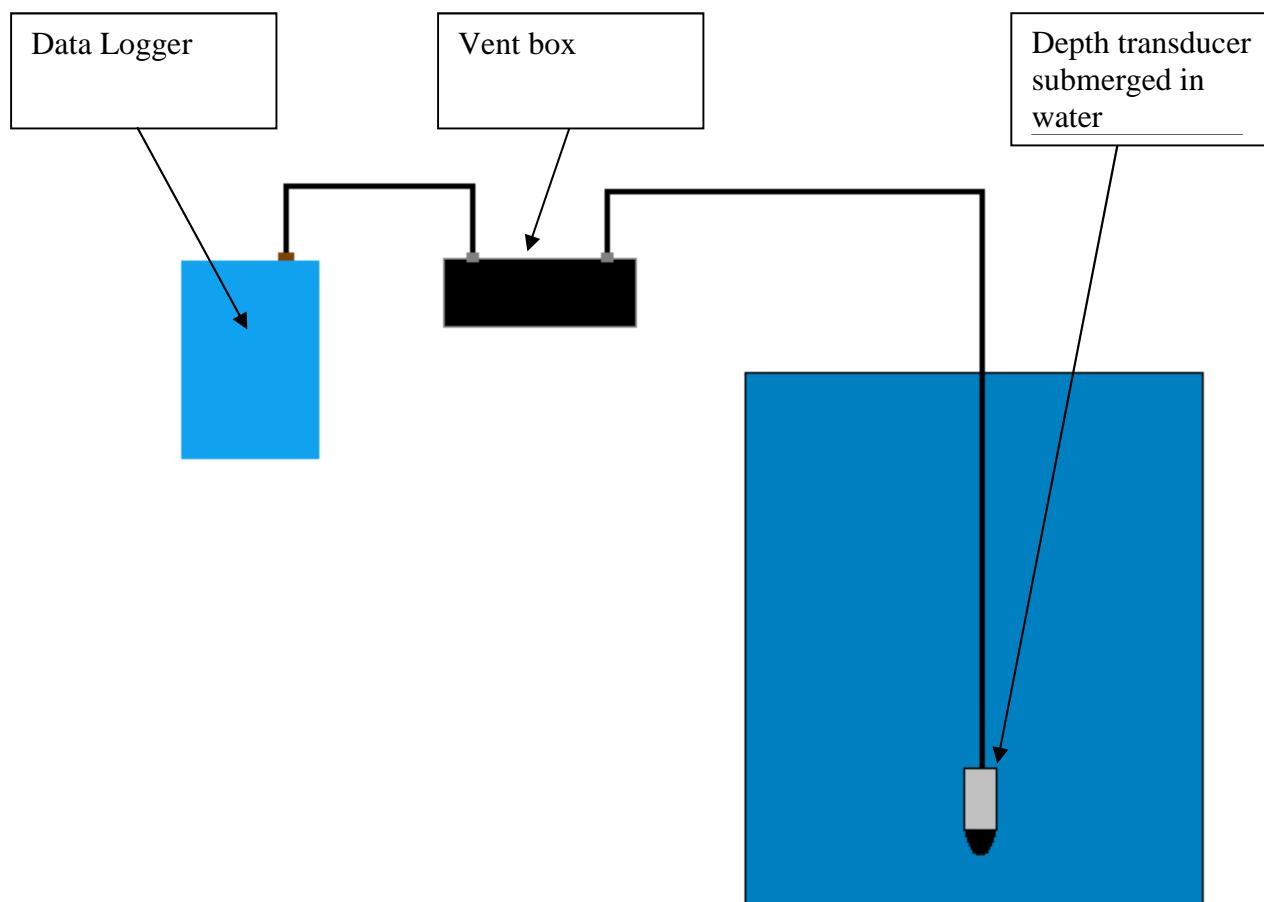 Data Logger
Vent box
Depth transducer
submerged in
water